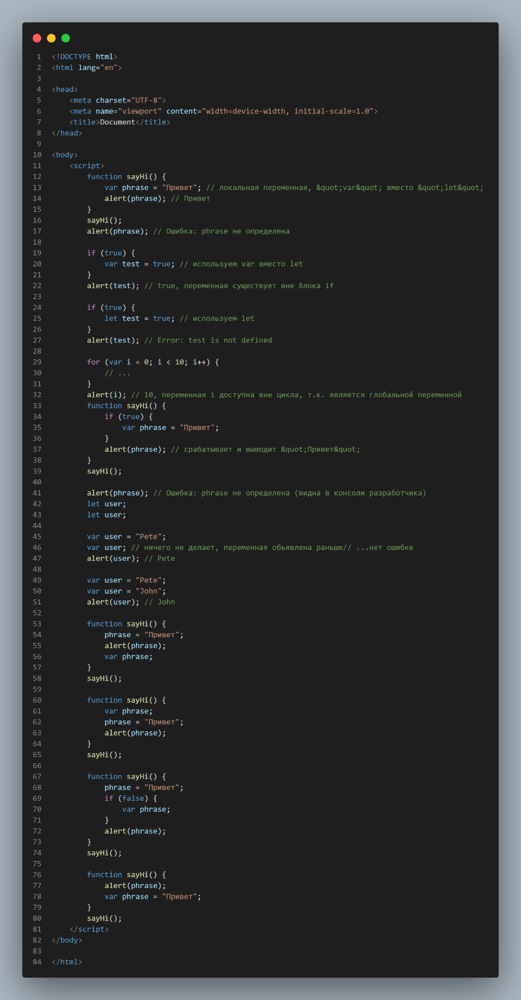 1 <!DOCTYPE html>
2 <html lang="en">
3
4 <head>
5     <meta charset="UTF-8">
6     <meta name="viewport" content="width=device-width, initial-scale=1.0">
7     <title>Document</title>
8 </head>
9
10 <body>
11     <script>
12         function sayHi() {
13             var phrase = "Привет"; // локальная переменная, &quot;var&quot; вместо &quot;let&quot;
14             alert(phrase); // Привет
15         }
16         sayHi();
17         alert(phrase); // Ошибка: phrase не определена
18
19         if (true) {
20             var test = true; // используем var вместо let
21         }
22         alert(test); // true, переменная существует вне блока if
23
24         if (true) {
25             let test = true; // используем let
26         }
27         alert(test); // Error: test is not defined
28
29         for (var i = 0; i < 10; i++) {
30             // ...
31         }
32         alert(i); // 10, переменная i доступна вне цикла, т.к. является глобальной переменной
33         function sayHi() {
34             if (true) {
35                 var phrase = "Привет";
36             }
37             alert(phrase); // срабатывает и выводит &quot;Привет&quot;
38         }
39         sayHi();
40
41         alert(phrase); // Ошибка: phrase не определена (видна в консоли разработчика)
42         let user;
43         let user;
44
45         var user = "Pete";
46         var user; // ничего не делает, переменная объявлена раньше// ...нет ошибки
47         alert(user); // Pete
48
49         var user = "Pete";
50         var user = "John";
51         alert(user); // John
52
53         function sayHi() {
54             phrase = "Привет";
55             alert(phrase);
56             var phrase;
57         }
58         sayHi();
59
60         function sayHi() {
61             var phrase;
62             phrase = "Привет";
63             alert(phrase);
64         }
65         sayHi();
66
67         function sayHi() {
68             phrase = "Привет";
69             if (false) {
70                 var phrase;
71             }
72             alert(phrase);
73         }
74         sayHi();
75
76         function sayHi() {
77             alert(phrase);
78             var phrase = "Привет";
79         }
80         sayHi();
81     </script>
82 </body>
83
84 </html>